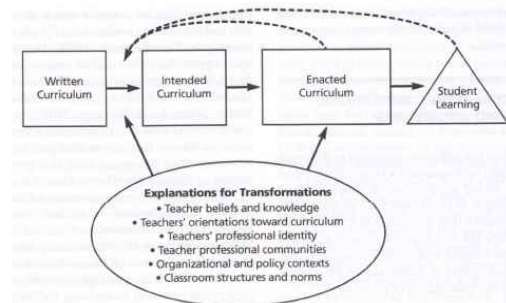 Written
Curriculum
Intended
Curriculum
Enacted
Curriculum
Student
Learning
Explanations for Transformations
• Teacher beliefs and knowledge
• Teachers' orientations toward curriculum
• Teachers' professional identity
• Teacher professional communities
• Organizational and policy contexts
• Classroom structures and norms